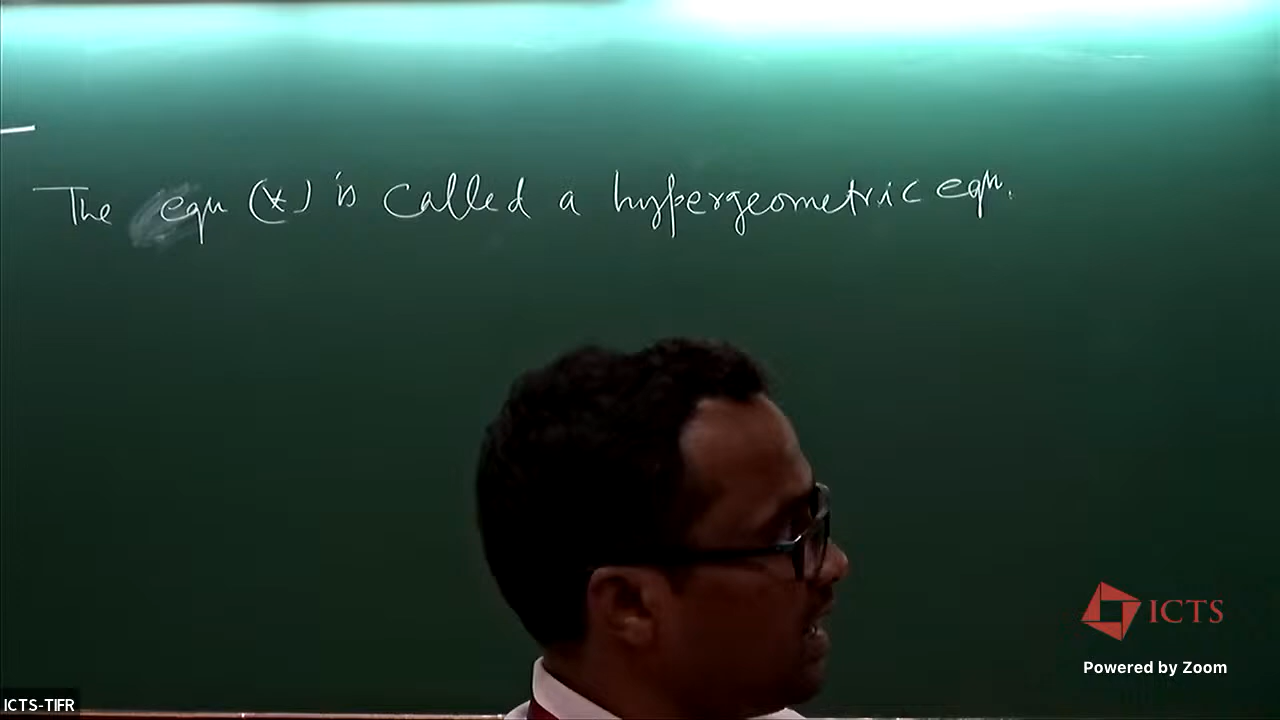 The eqn (*) is called a hypergeometric eqn.
ICTS
Powered by Zoom
ICTS-TIFR